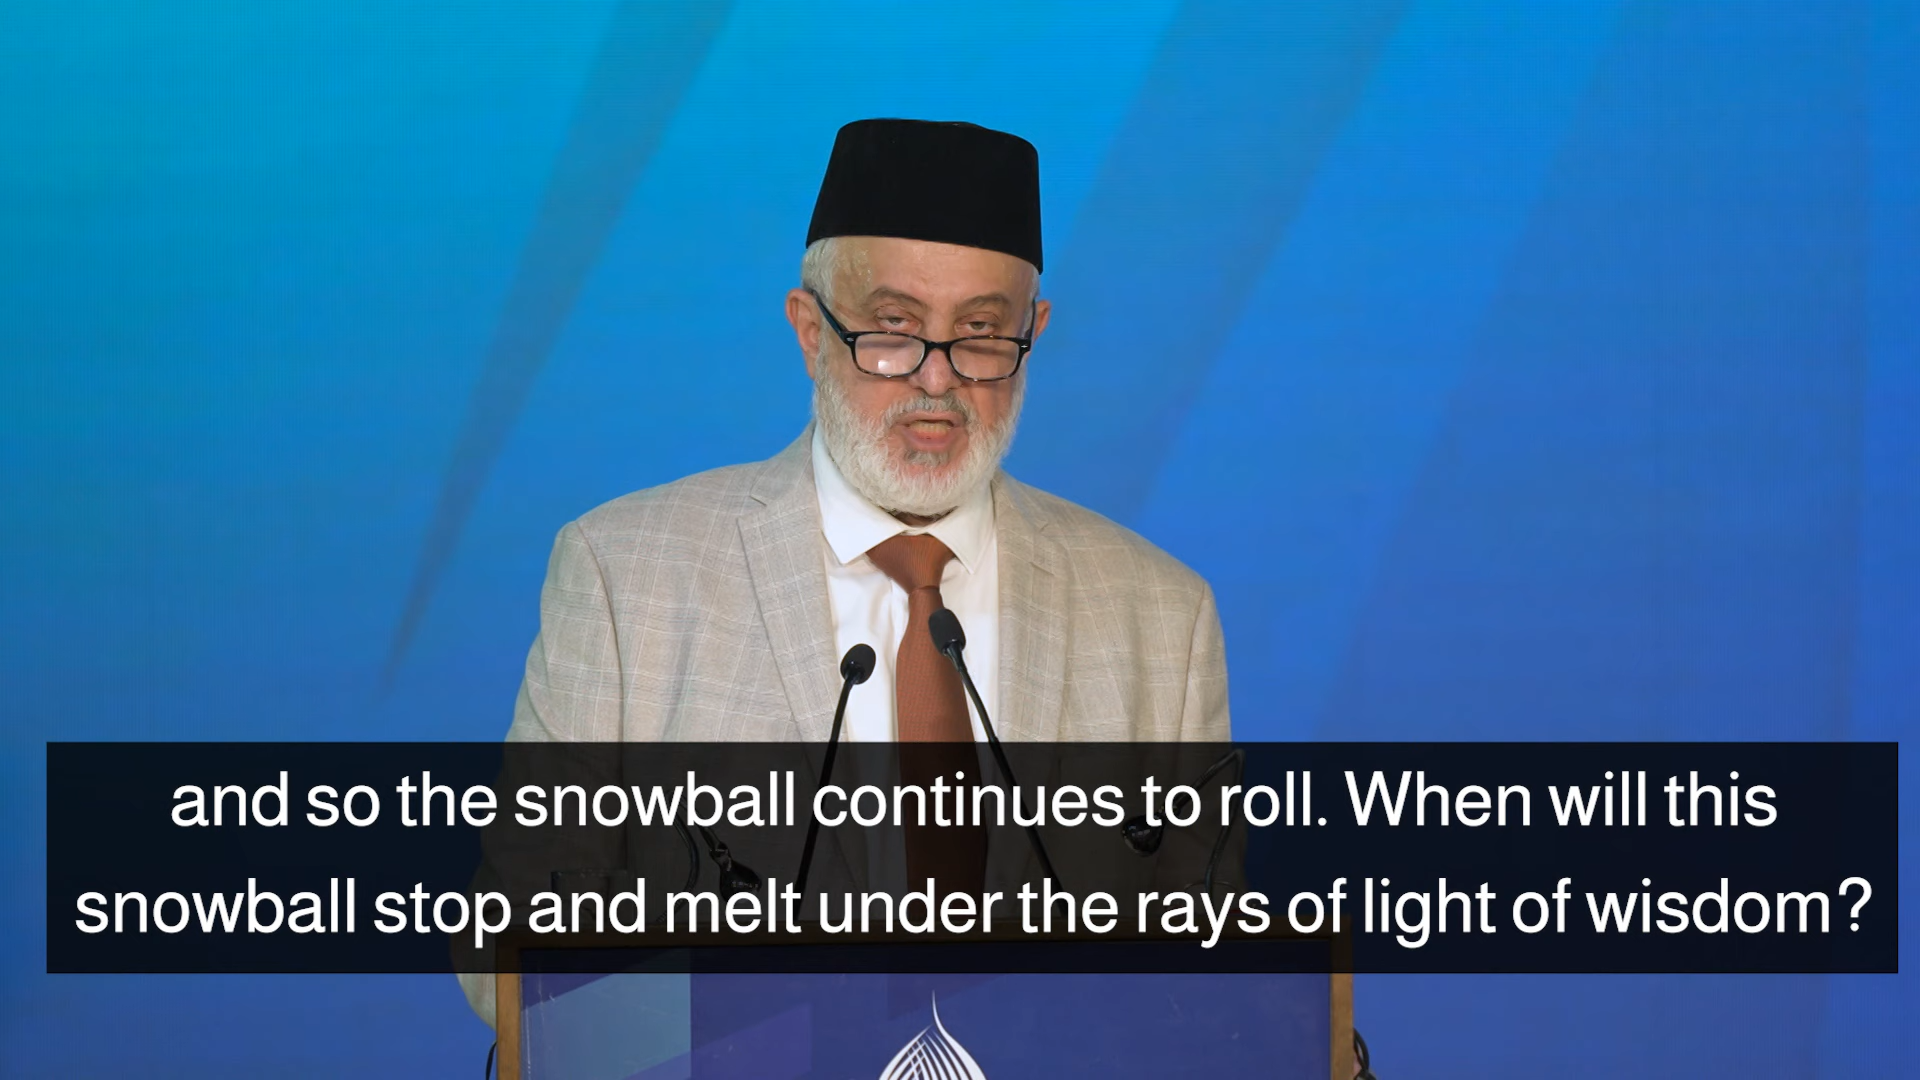 and so the snowball continues to roll. When will this
snowball stop and melt under the rays of light of wisdom?